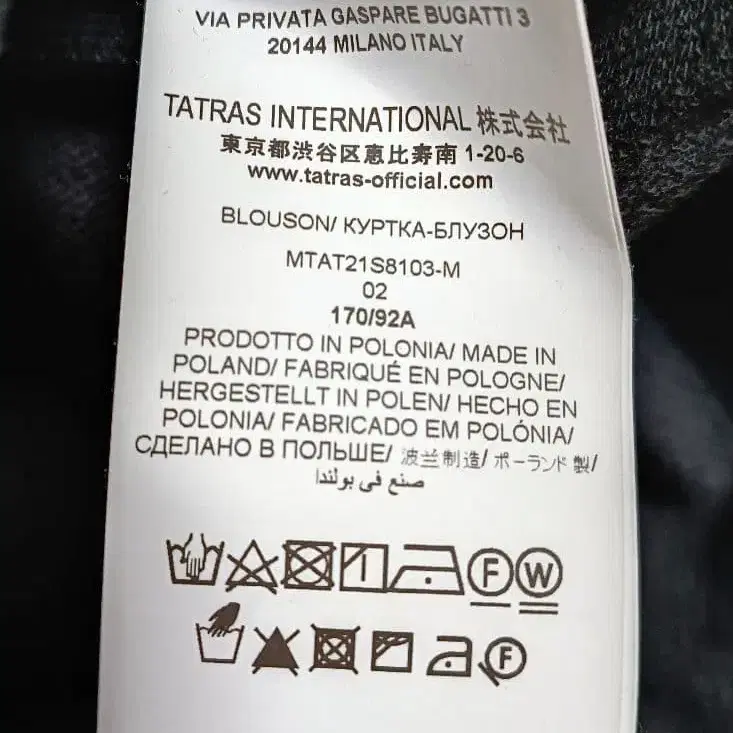 VIA PRIVATA GASPARE BUGATTI 3
20144 MILANO ITALY
TATRAS INTERNATIONAL 株式会社
東京都渋谷区恵比寿南 1-20-6
www.tatras-official.com
BLOUSON/ КУРТКА-БЛУЗОН
MTAT21S8103-M
02
170/92A
PRODOTTO IN POLONIA/ MADE IN
POLAND/ FABRIQUÉ EN POLOGNE/
HERGESTELLT IN POLEN/ HECHO EN
POLONIA/ FABRICADO EM POLÓNIA/
СДЕЛАНО В ПОЛЬШЕ/ 波兰制造/ ポーランド 製/
صنع في بولندا
F W
F